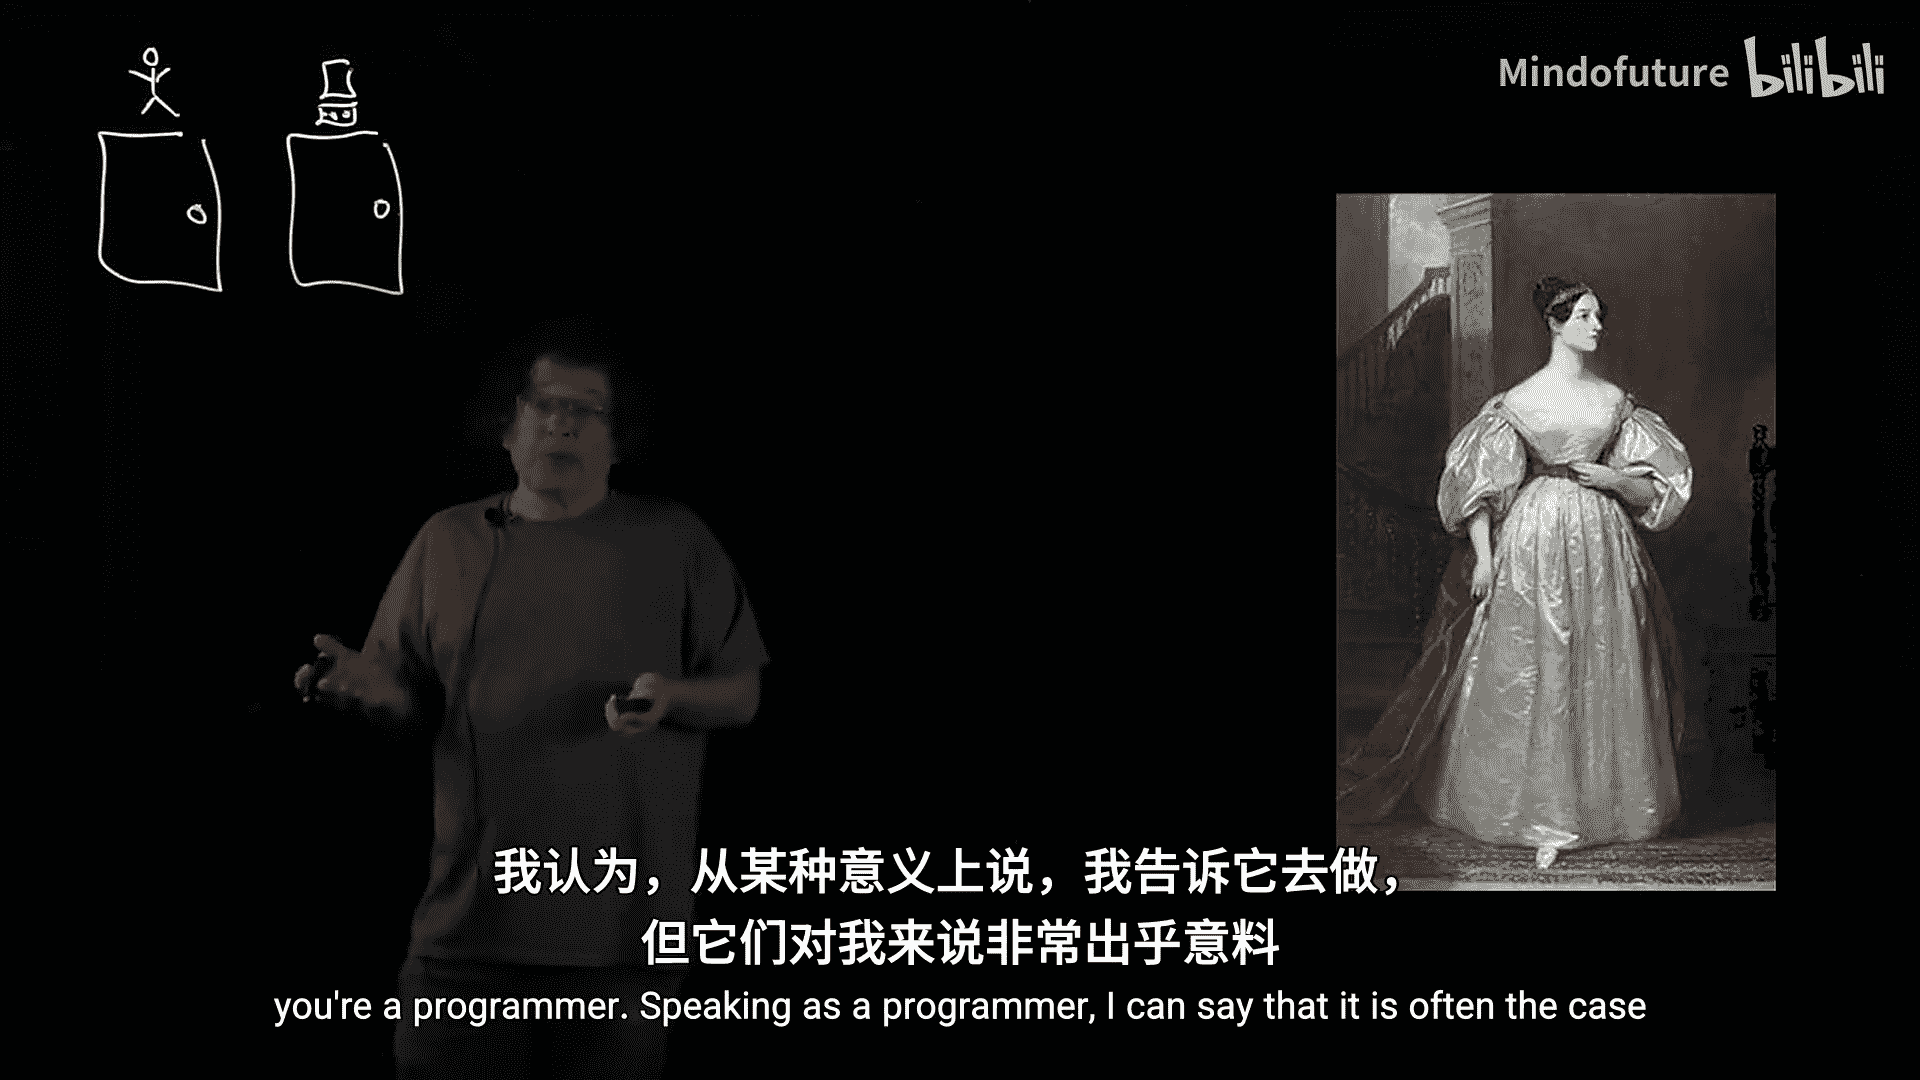 Mindofuture bilibili
我认为，从某种意义上说，我告诉它去做，
但它们对我来说非常出乎意料
you're a programmer. Speaking as a programmer, I can say that it is often the case